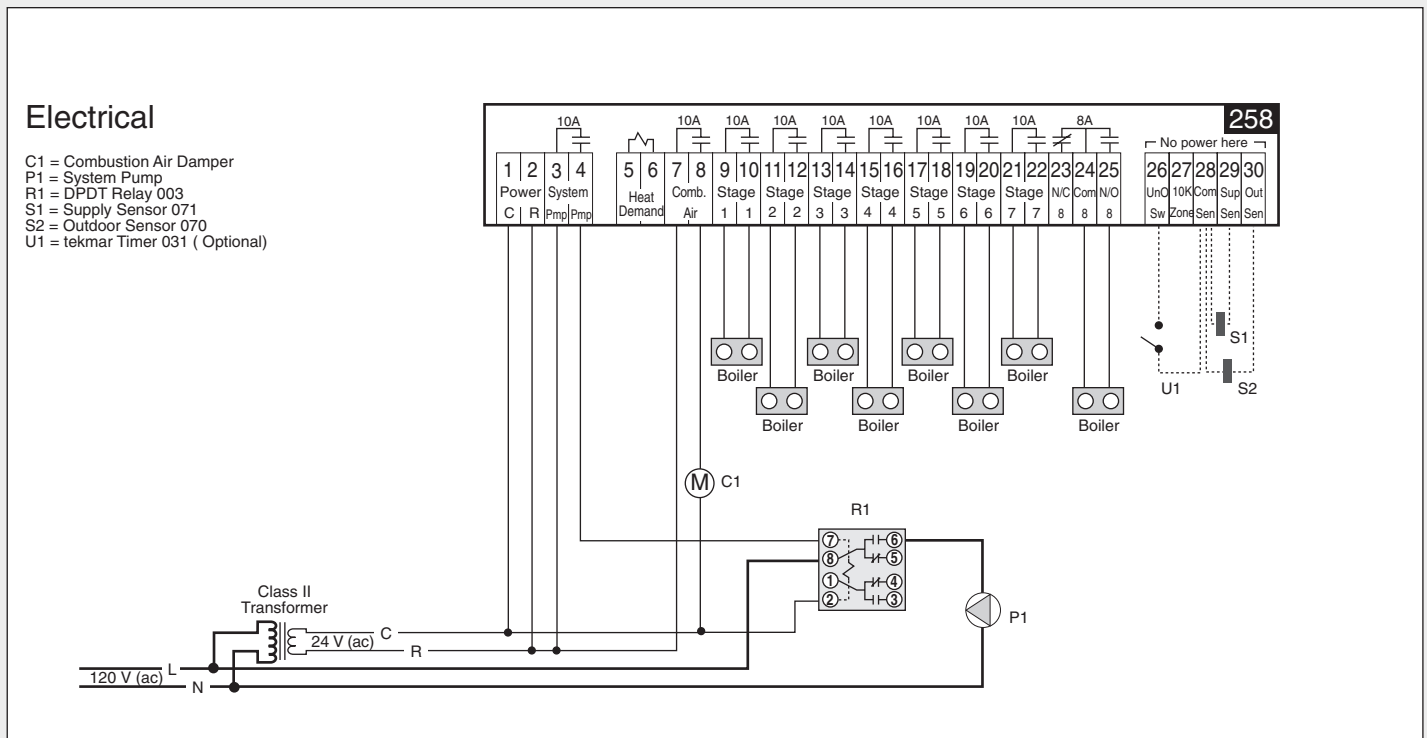 Electrical
C1 = Combustion Air Damper
P1 = System Pump
R1 = DPDT Relay 003
S1 = Supply Sensor 071
S2 = Outdoor Sensor 070
U1 = tekmar Timer 031 ( Optional)
258
10A 10A 10A 10A 10A 10A 10A 10A 10A 8A
No power here
1 2 3 4 5 6 7 8 9 10 11 12 13 14 15 16 17 18 19 20 21 22 23 24 25 26 27 28 29 30
Power System Heat Comb. Stage Stage Stage Stage Stage Stage Stage N/C Com N/O UnO 10K Com Sup Out
C R Pmp Pmp Demand Air 1 1 2 2 3 3 4 4 5 5 6 6 7 7 8 8 8 Sw Zone Sen Sen Sen
S1
Boiler Boiler Boiler Boiler
U1 S2
Boiler Boiler Boiler Boiler
M C1
R1
7 6
8 5
1 4
2 3
P1
Class II
Transformer
24 V (ac) C
R
120 V (ac) L
N